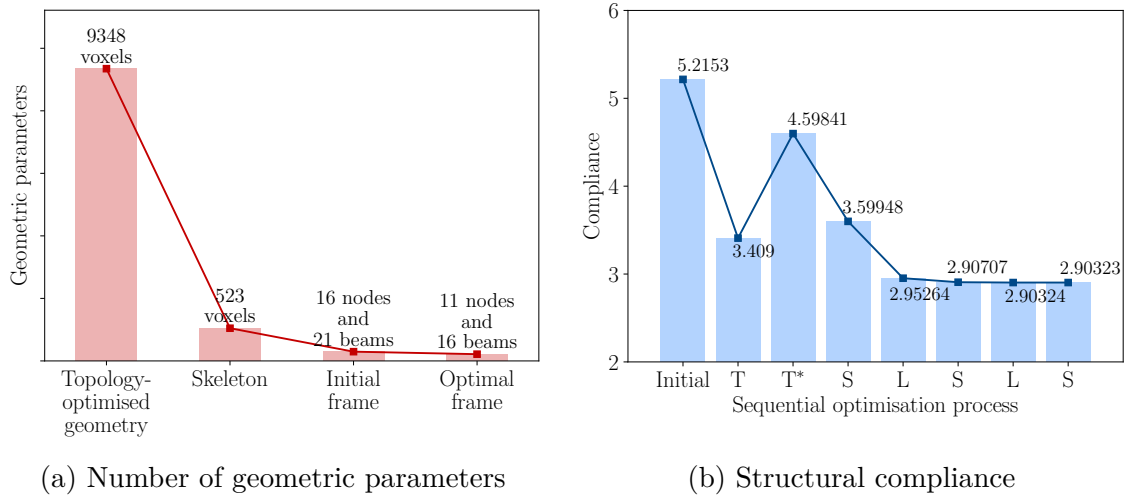 9348
voxels
523
voxels
16 nodes
and
21 beams
11 nodes
and
16 beams
Geometric parameters
Topology-
optimised
geometry
Skeleton
Initial
frame
Optimal
frame
(a) Number of geometric parameters
6
5
4
3
2
Compliance
5.2153
3.409
4.59841
3.59948
2.95264
2.90707
2.90324
2.90323
Initial T T* S L S L S
Sequential optimisation process
(b) Structural compliance